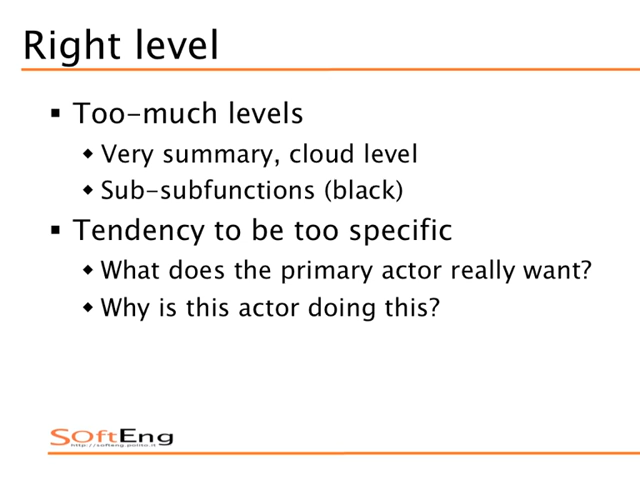 Right level
▪ Too-much levels
◆ Very summary, cloud level
◆ Sub-subfunctions (black)
▪ Tendency to be too specific
◆ What does the primary actor really want?
◆ Why is this actor doing this?
SoftEng
http://softeng.polito.it